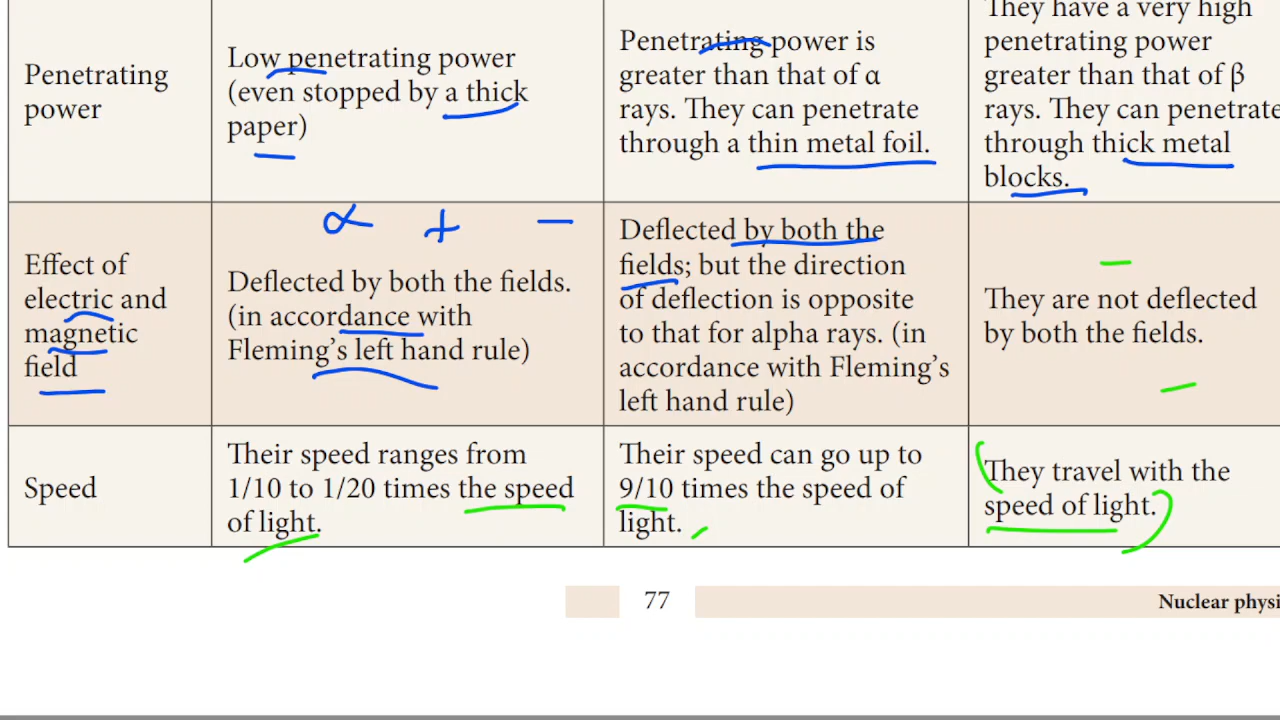 Penetrating
power
Low penetrating power
(even stopped by a thick
paper)
Penetrating power is
greater than that of α
rays. They can penetrate
through a thin metal foil.
They have a very high
penetrating power
greater than that of β
rays. They can penetrate
through thick metal
blocks.
Effect of
electric and
magnetic
field
α + −
Deflected by both the fields.
(in accordance with
Fleming's left hand rule)
Deflected by both the
fields; but the direction
of deflection is opposite
to that for alpha rays. (in
accordance with Fleming's
left hand rule)
They are not deflected
by both the fields.
Speed
Their speed ranges from
1/10 to 1/20 times the speed
of light.
Their speed can go up to
9/10 times the speed of
light.
They travel with the
speed of light.
77
Nuclear physi